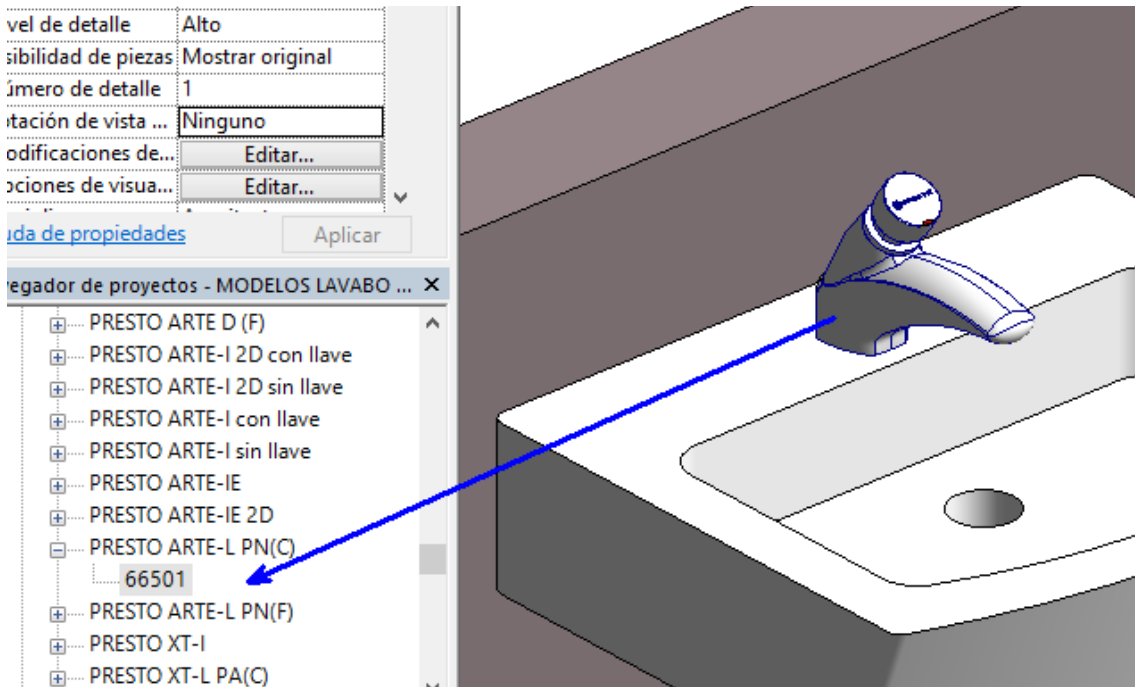 vel de detalle Alto
sibilidad de piezas Mostrar original
úmero de detalle 1
otación de vista ... Ninguno
odificaciones de... Editar...
ociones de visua... Editar...
uda de propiedades Aplicar
vegador de proyectos - MODELOS LAVABO ... X
PRESTO ARTE D (F)
PRESTO ARTE-I 2D con llave
PRESTO ARTE-I 2D sin llave
PRESTO ARTE-I con llave
PRESTO ARTE-I sin llave
PRESTO ARTE-IE
PRESTO ARTE-IE 2D
PRESTO ARTE-L PN(C)
66501
PRESTO ARTE-L PN(F)
PRESTO XT-I
PRESTO XT-L PA(C)